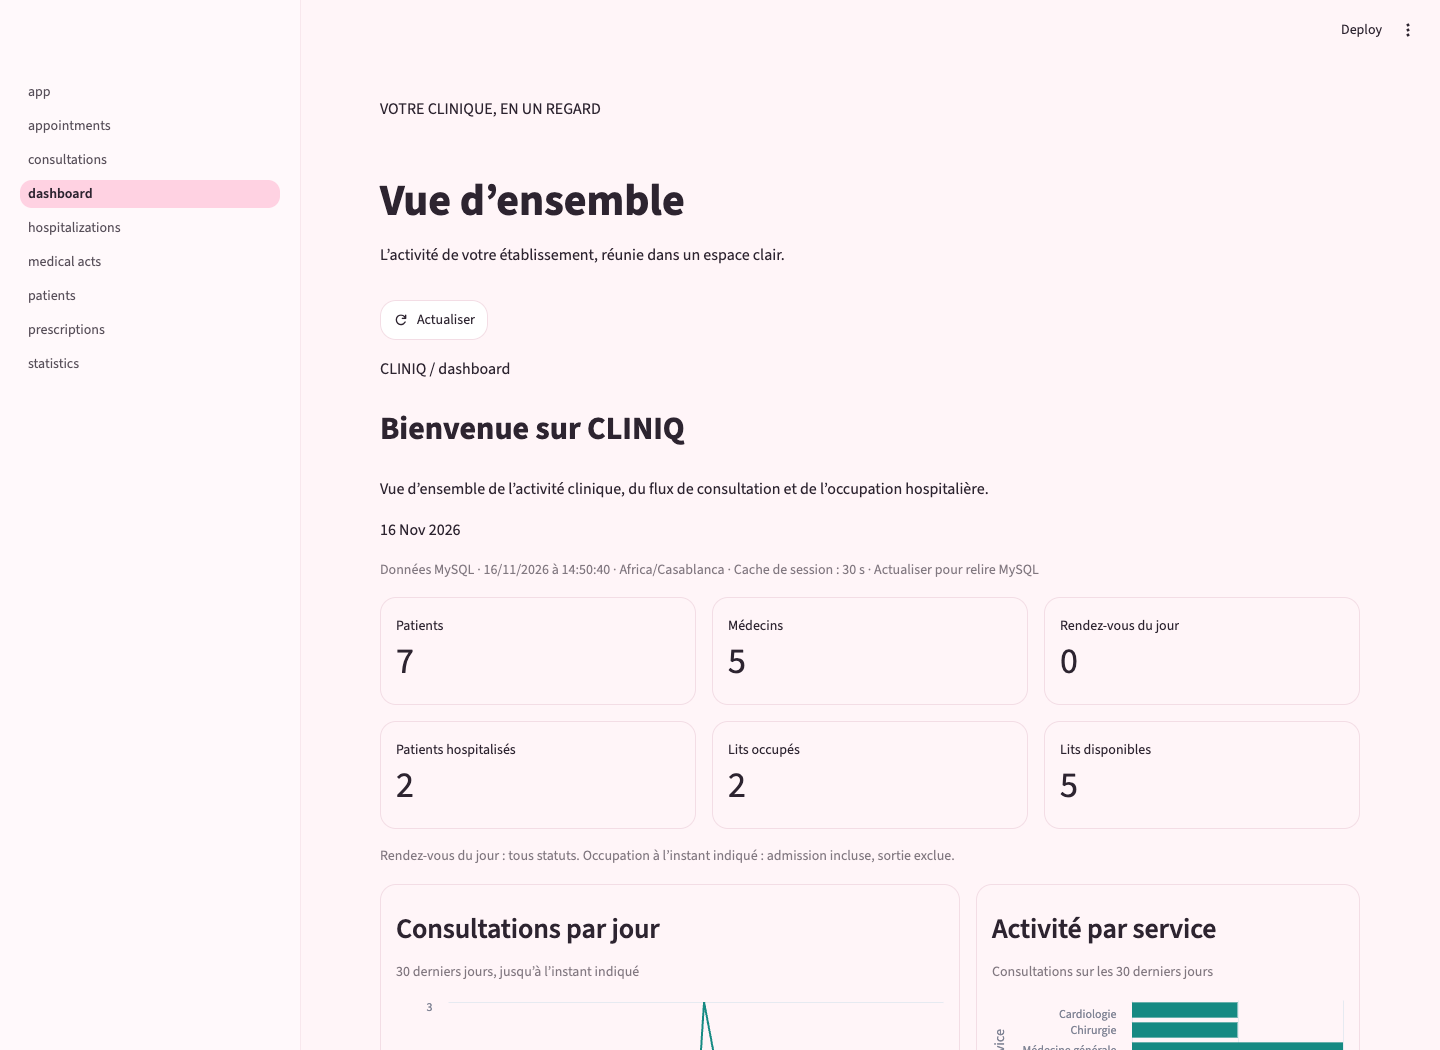 Deploy
app
appointments
consultations
dashboard
hospitalizations
medical acts
patients
prescriptions
statistics
VOTRE CLINIQUE, EN UN REGARD
Vue d’ensemble
L’activité de votre établissement, réunie dans un espace clair.
Actualiser
CLINIQ / dashboard
Bienvenue sur CLINIQ
Vue d’ensemble de l’activité clinique, du flux de consultation et de l’occupation hospitalière.
16 Nov 2026
Données MySQL · 16/11/2026 à 14:50:40 · Africa/Casablanca · Cache de session : 30 s · Actualiser pour relire MySQL
Patients
7
Médecins
5
Rendez-vous du jour
0
Patients hospitalisés
2
Lits occupés
2
Lits disponibles
5
Rendez-vous du jour : tous statuts. Occupation à l’instant indiqué : admission incluse, sortie exclue.
Consultations par jour
30 derniers jours, jusqu’à l’instant indiqué
3
Activité par service
Consultations sur les 30 derniers jours
Cardiologie
Chirurgie
Médecine générale